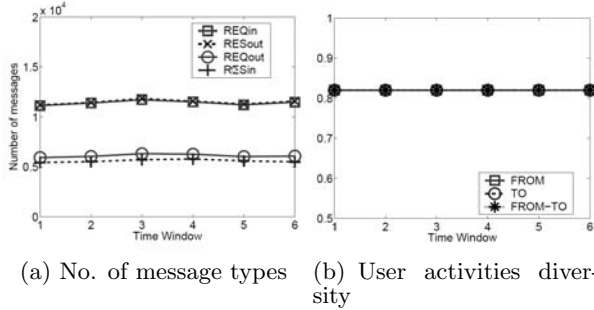 2 x 10^4
1.5
1
0.5
0
Number of messages
REQin
RESout
REQout
RESin
1 2 3 4 5 6
Time Window
(a) No. of message types
1
0.9
0.8
0.7
0.6
0.5
FROM
TO
FROM-TO
1 2 3 4 5 6
Time Window
(b) User activities diver-
sity